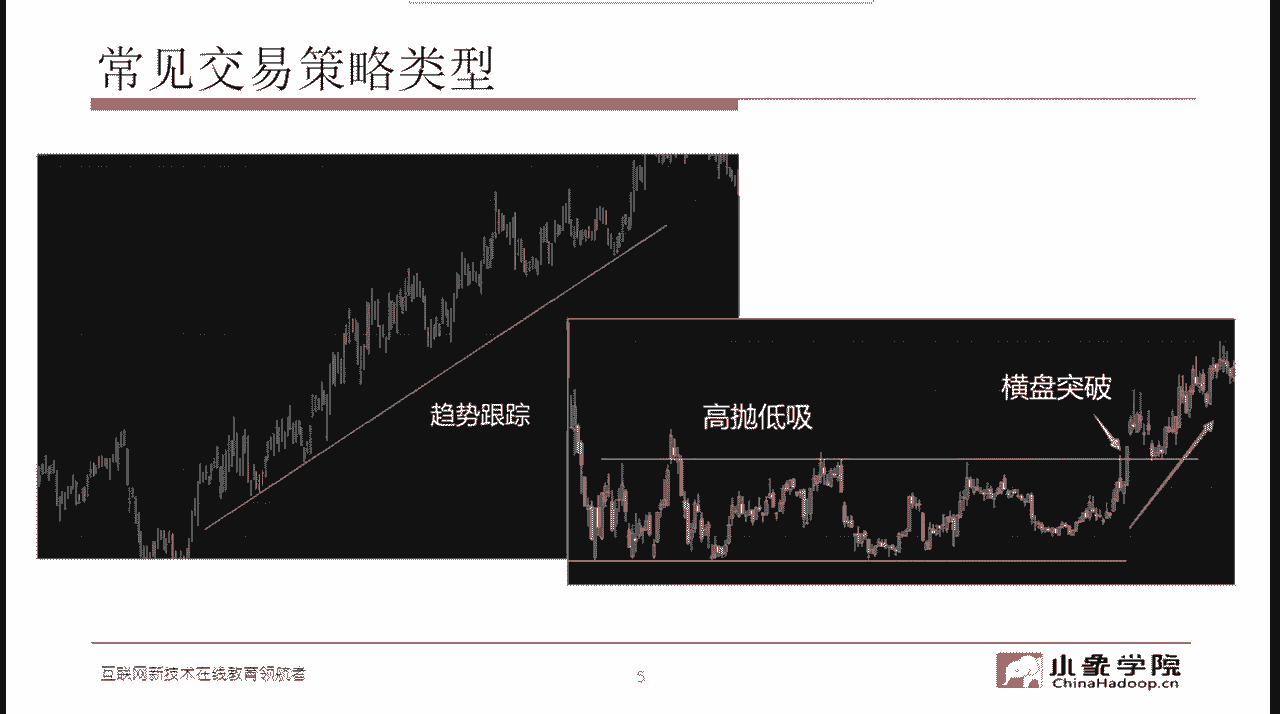 常见交易策略类型
趋势跟踪
高抛低吸
横盘突破
互联网新技术在线教育领航者
5
小象学院
ChinaHadoop.cn